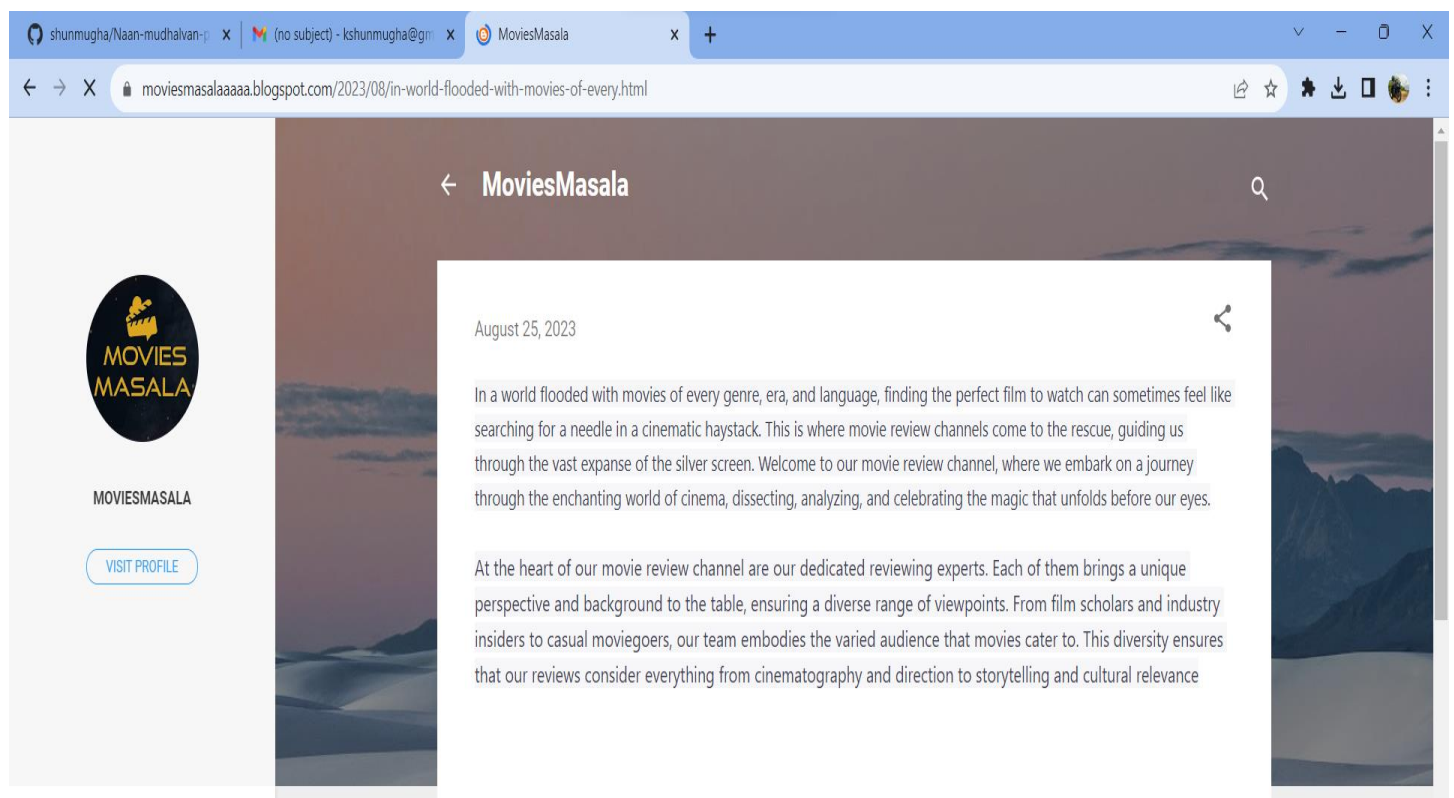 shunmugha/Naan-mudhalvan-p
(no subject) - kshunmugha@gm
MoviesMasala
moviesmasalaaaaa.blogspot.com/2023/08/in-world-flooded-with-movies-of-every.html
MoviesMasala
MOVIES
MASALA
MOVIESMASALA
VISIT PROFILE
August 25, 2023
In a world flooded with movies of every genre, era, and language, finding the perfect film to watch can sometimes feel like
searching for a needle in a cinematic haystack. This is where movie review channels come to the rescue, guiding us
through the vast expanse of the silver screen. Welcome to our movie review channel, where we embark on a journey
through the enchanting world of cinema, dissecting, analyzing, and celebrating the magic that unfolds before our eyes.
At the heart of our movie review channel are our dedicated reviewing experts. Each of them brings a unique
perspective and background to the table, ensuring a diverse range of viewpoints. From film scholars and industry
insiders to casual moviegoers, our team embodies the varied audience that movies cater to. This diversity ensures
that our reviews consider everything from cinematography and direction to storytelling and cultural relevance